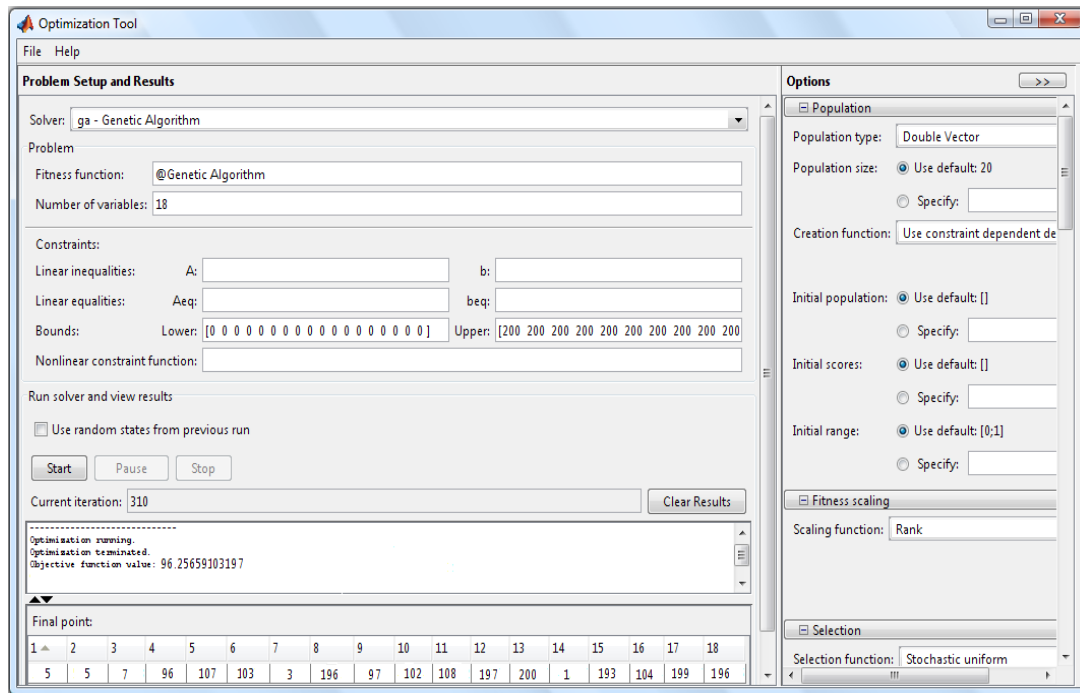 Optimization Tool
File Help
Problem Setup and Results
Solver: ga - Genetic Algorithm
Problem
Fitness function: @Genetic Algorithm
Number of variables: 18
Constraints:
Linear inequalities: A: b:
Linear equalities: Aeq: beq:
Bounds: Lower: [0 0 0 0 0 0 0 0 0 0 0 0 0 0 0 0 0 0 ] Upper: [200 200 200 200 200 200 200 200 200 200
Nonlinear constraint function:
Run solver and view results
Use random states from previous run
Start Pause Stop
Current iteration: 310 Clear Results
------------------------------
Optimization running.
Optimization terminated.
Objective function value: 96.25659103197
Final point:
1 2 3 4 5 6 7 8 9 10 11 12 13 14 15 16 17 18
5 5 7 96 107 103 3 196 97 102 108 197 200 1 193 104 199 196
Options >>
Population
Population type: Double Vector
Population size: Use default: 20
Specify:
Creation function: Use constraint dependent de
Initial population: Use default: []
Specify:
Initial scores: Use default: []
Specify:
Initial range: Use default: [0;1]
Specify:
Fitness scaling
Scaling function: Rank
Selection
Selection function: Stochastic uniform